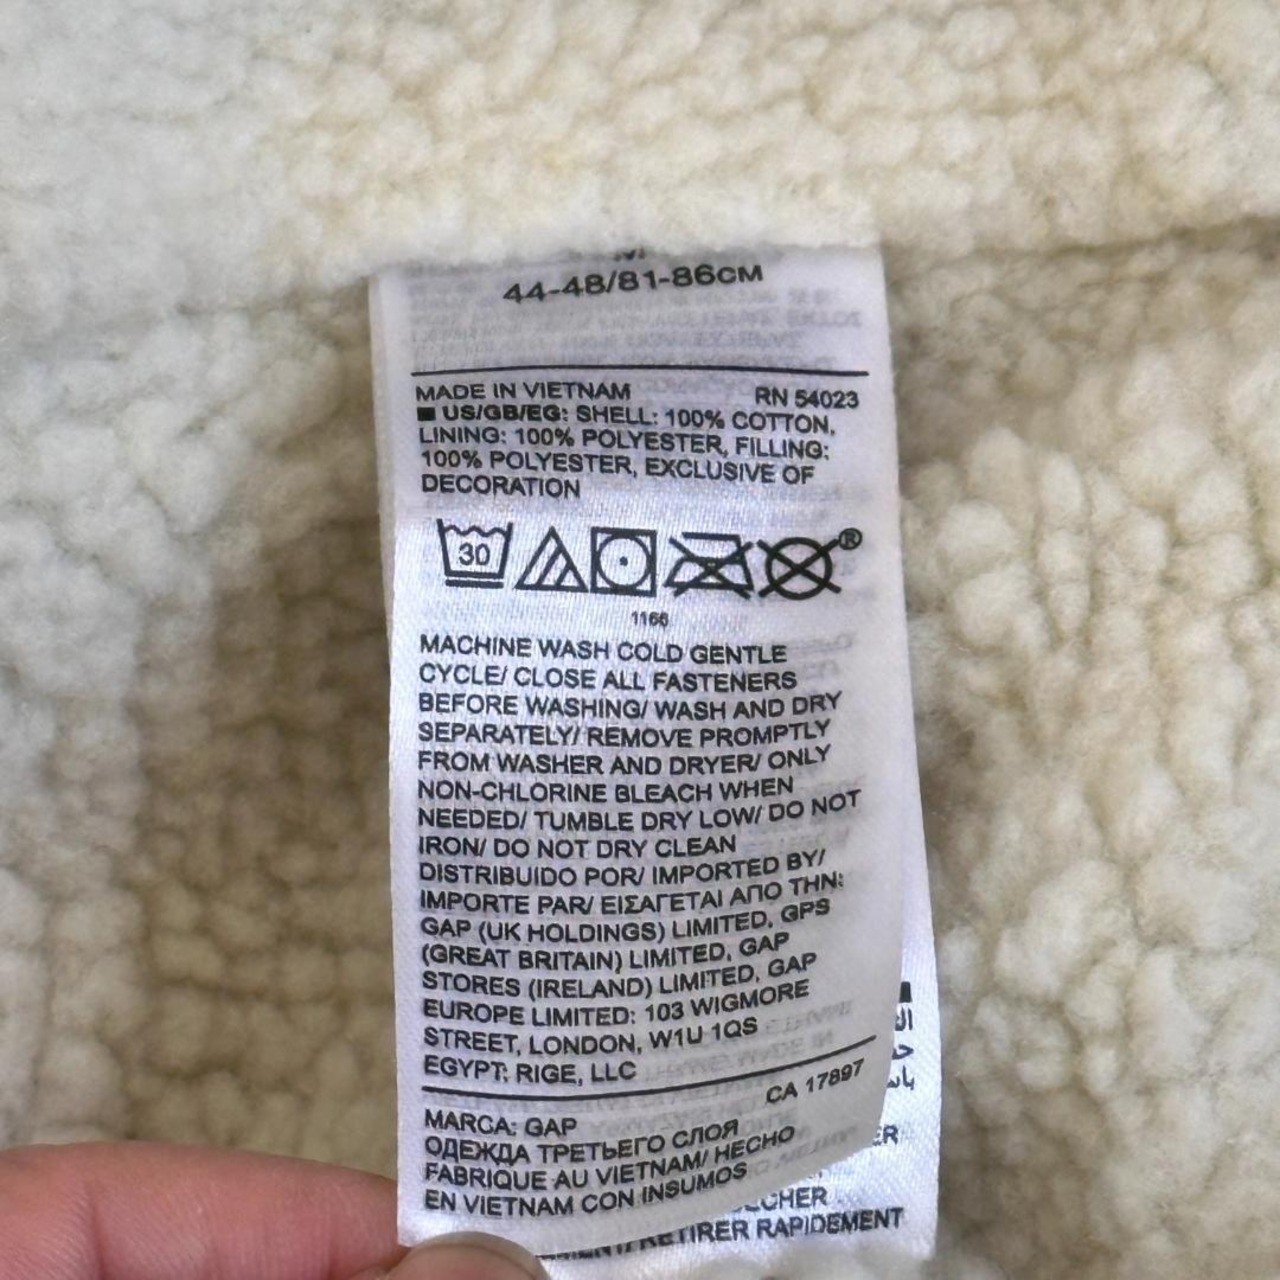 44-48/81-86CM
MADE IN VIETNAM RN 54023
■ US/GB/EG: SHELL: 100% COTTON,
LINING: 100% POLYESTER, FILLING:
100% POLYESTER, EXCLUSIVE OF
DECORATION
30
®
1166
MACHINE WASH COLD GENTLE
CYCLE/ CLOSE ALL FASTENERS
BEFORE WASHING/ WASH AND DRY
SEPARATELY/ REMOVE PROMPTLY
FROM WASHER AND DRYER/ ONLY
NON-CHLORINE BLEACH WHEN
NEEDED/ TUMBLE DRY LOW/ DO NOT
IRON/ DO NOT DRY CLEAN
DISTRIBUIDO POR/ IMPORTED BY/
IMPORTE PAR/ ΕΙΣΑΓΕΤΑΙ ΑΠΟ ΤΗΝ:
GAP (UK HOLDINGS) LIMITED, GPS
(GREAT BRITAIN) LIMITED, GAP
STORES (IRELAND) LIMITED, GAP
EUROPE LIMITED: 103 WIGMORE
STREET, LONDON, W1U 1QS
EGYPT: RIGE, LLC
CA 17897
MARCA: GAP
ОДЕЖДА ТРЕТЬЕГО СЛОЯ
FABRIQUE AU VIETNAM/ HECHO
EN VIETNAM CON INSUMOS
RETIRER RAPIDEMENT